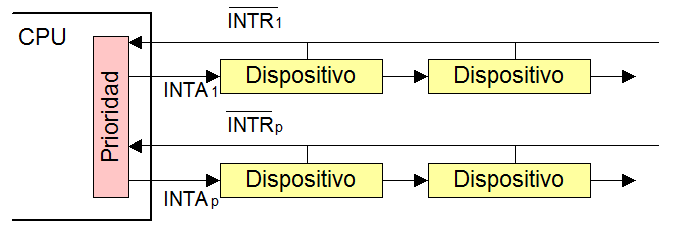 INTR1
CPU
Dispositivo Dispositivo
Prioridad
INTA1
INTRp
Dispositivo Dispositivo
INTAp